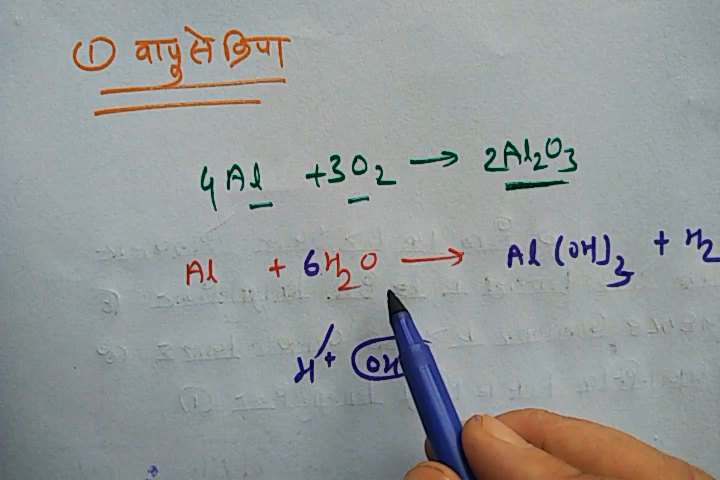 ① वायु से क्रिया
4Al + 3O₂ → 2Al₂O₃
Al + 6H₂O → Al(OH)₃ + H₂
H⁺ OH